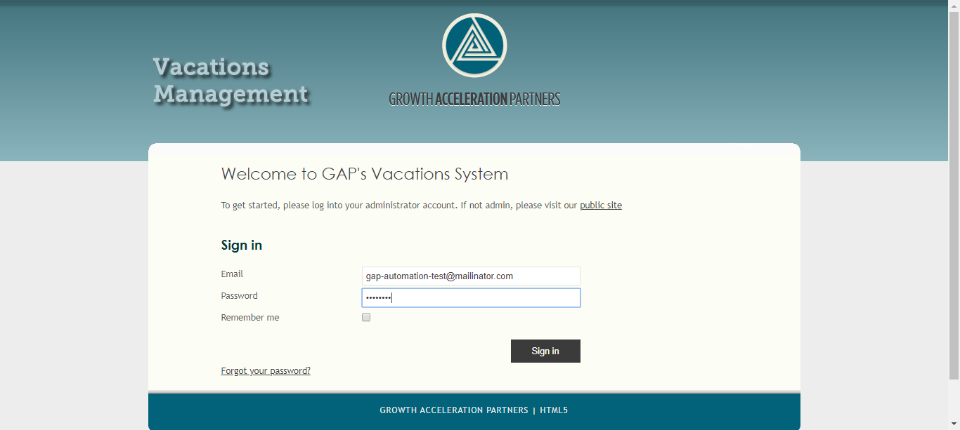 Vacations
Management
GROWTH ACCELERATION PARTNERS
Welcome to GAP's Vacations System
To get started, please log into your administrator account. If not admin, please visit our public site
Sign in
Email
gap-automation-test@mailinator.com
Password
••••••••
Remember me
Sign in
Forgot your password?
GROWTH ACCELERATION PARTNERS | HTML5